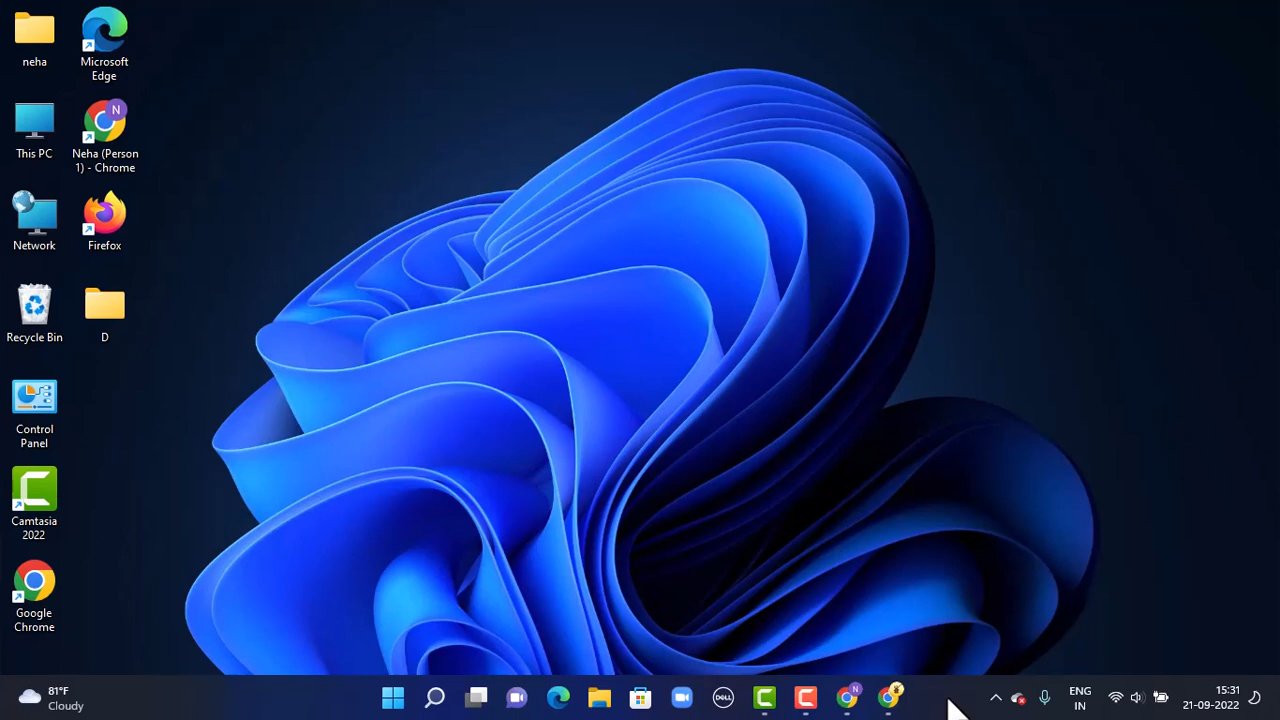 neha
Microsoft
Edge
This PC
N
Neha (Person
1) - Chrome
Network
Firefox
Recycle Bin
D
Control
Panel
Camtasia
2022
Google
Chrome
81°F
Cloudy
DELL
N
ENG
IN
15:31
21-09-2022